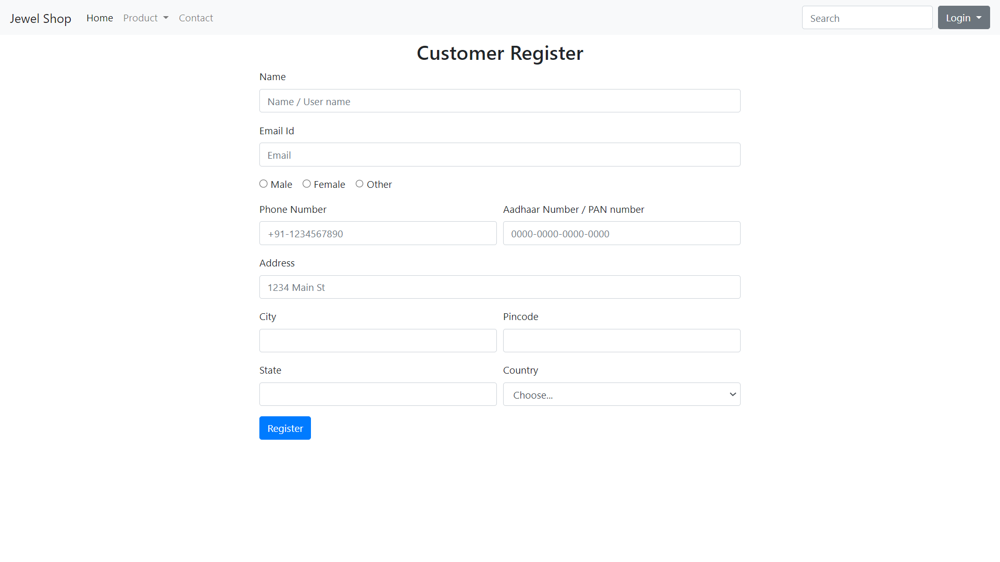 Jewel Shop Home Product Contact Search Login
Customer Register
Name
Name / User name
Email Id
Email
Male Female Other
Phone Number Aadhaar Number / PAN number
+91-1234567890 0000-0000-0000-0000
Address
1234 Main St
City Pincode
State Country
Choose...
Register